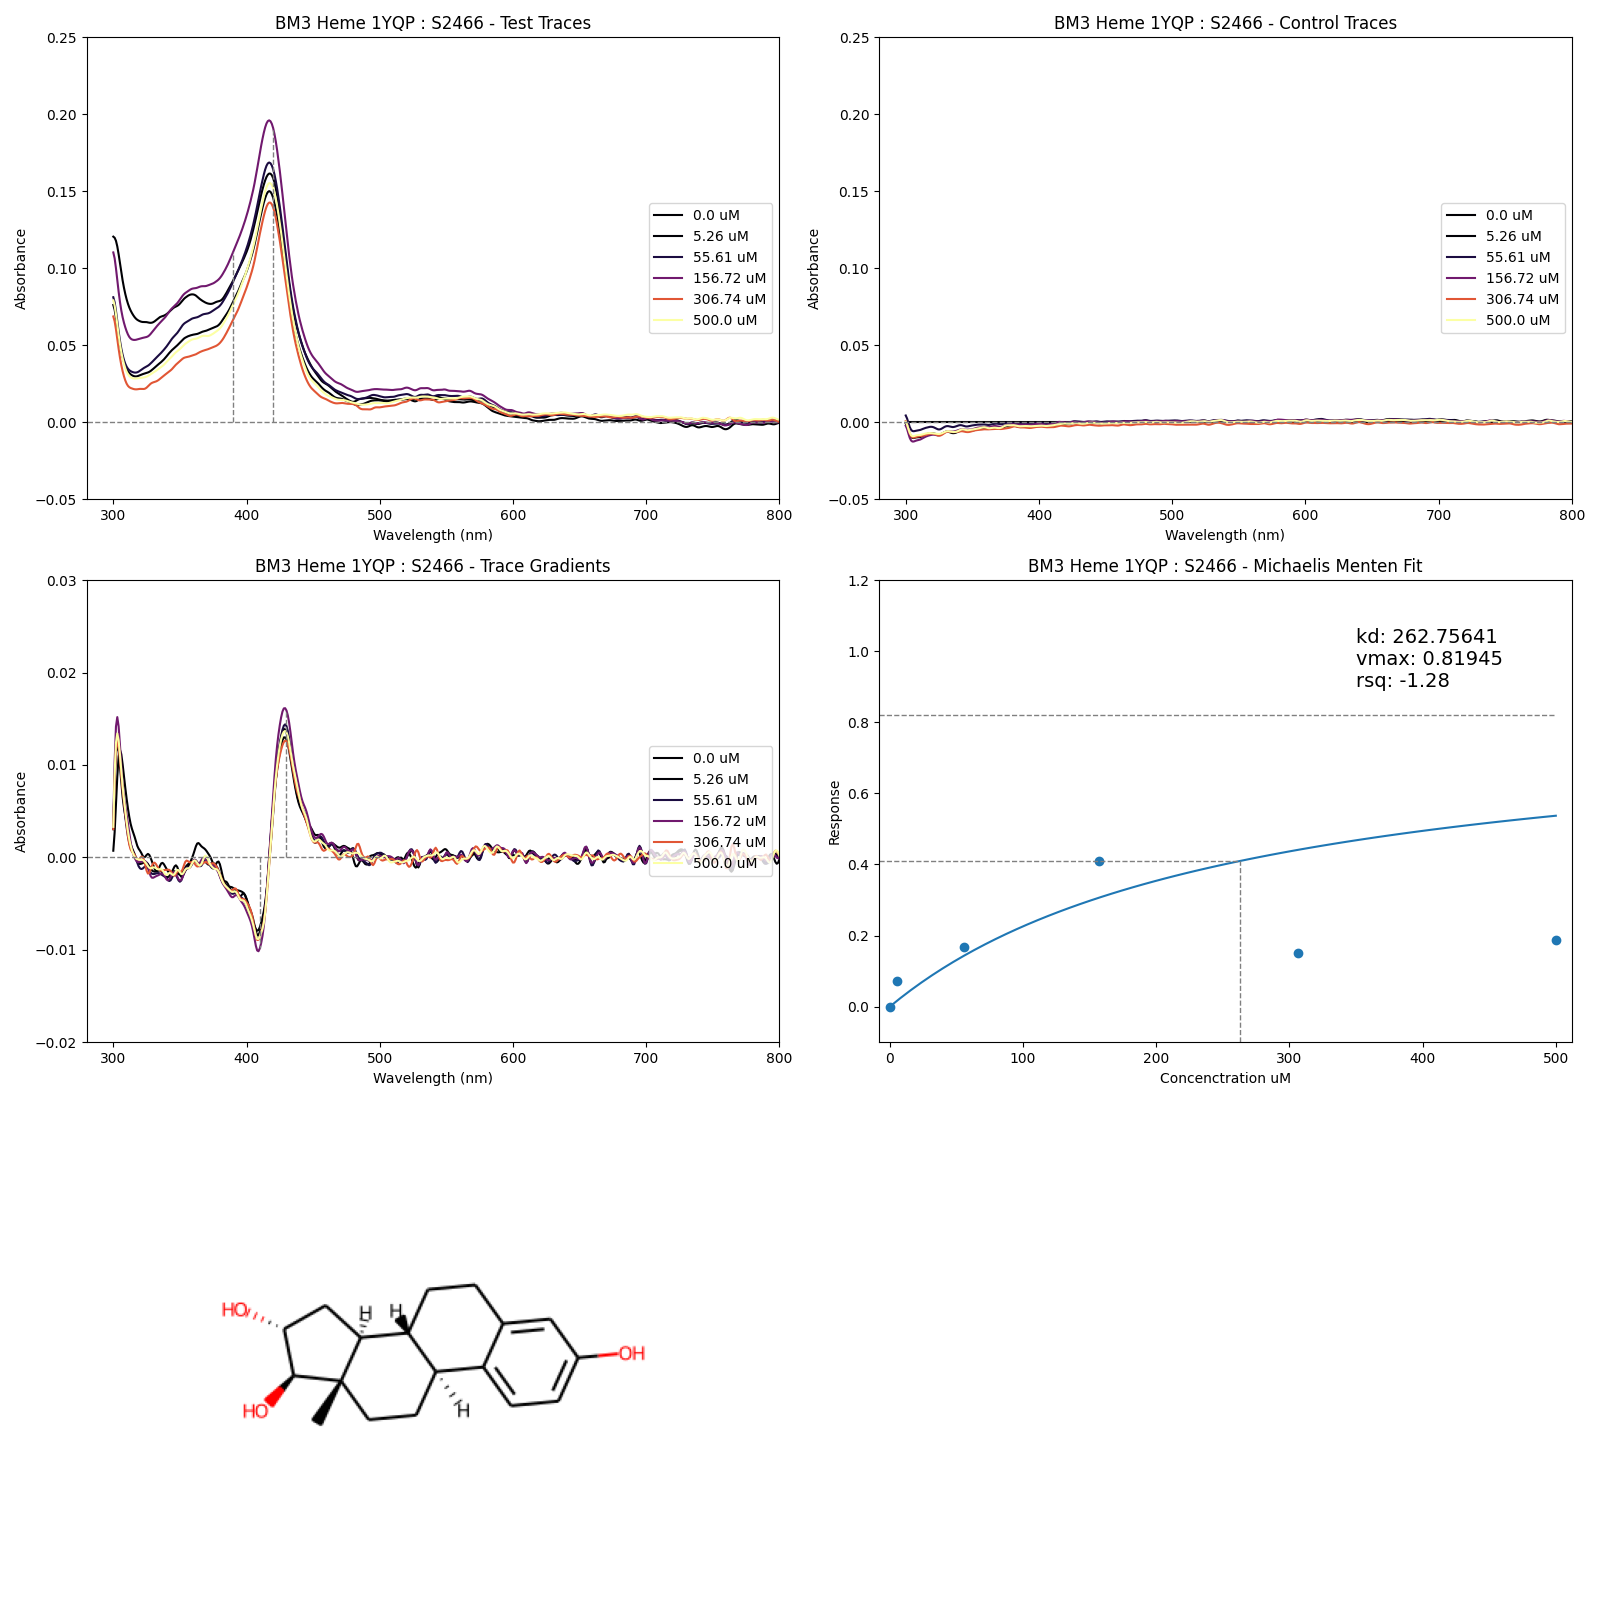 BM3 Heme 1YQP : S2466 - Test Traces
0.25
0.20
0.15
0.10
0.05
0.00
−0.05
Absorbance
300
400
500
600
700
800
Wavelength (nm)
0.0 uM
5.26 uM
55.61 uM
156.72 uM
306.74 uM
500.0 uM
BM3 Heme 1YQP : S2466 - Control Traces
0.25
0.20
0.15
0.10
0.05
0.00
−0.05
Absorbance
300
400
500
600
700
800
Wavelength (nm)
0.0 uM
5.26 uM
55.61 uM
156.72 uM
306.74 uM
500.0 uM
BM3 Heme 1YQP : S2466 - Trace Gradients
0.03
0.02
0.01
0.00
−0.01
−0.02
Absorbance
300
400
500
600
700
800
Wavelength (nm)
0.0 uM
5.26 uM
55.61 uM
156.72 uM
306.74 uM
500.0 uM
BM3 Heme 1YQP : S2466 - Michaelis Menten Fit
1.2
1.0
0.8
0.6
0.4
0.2
0.0
Response
kd: 262.75641
vmax: 0.81945
rsq: -1.28
0
100
200
300
400
500
Concenctration uM
HO
H
H
OH
HO
H